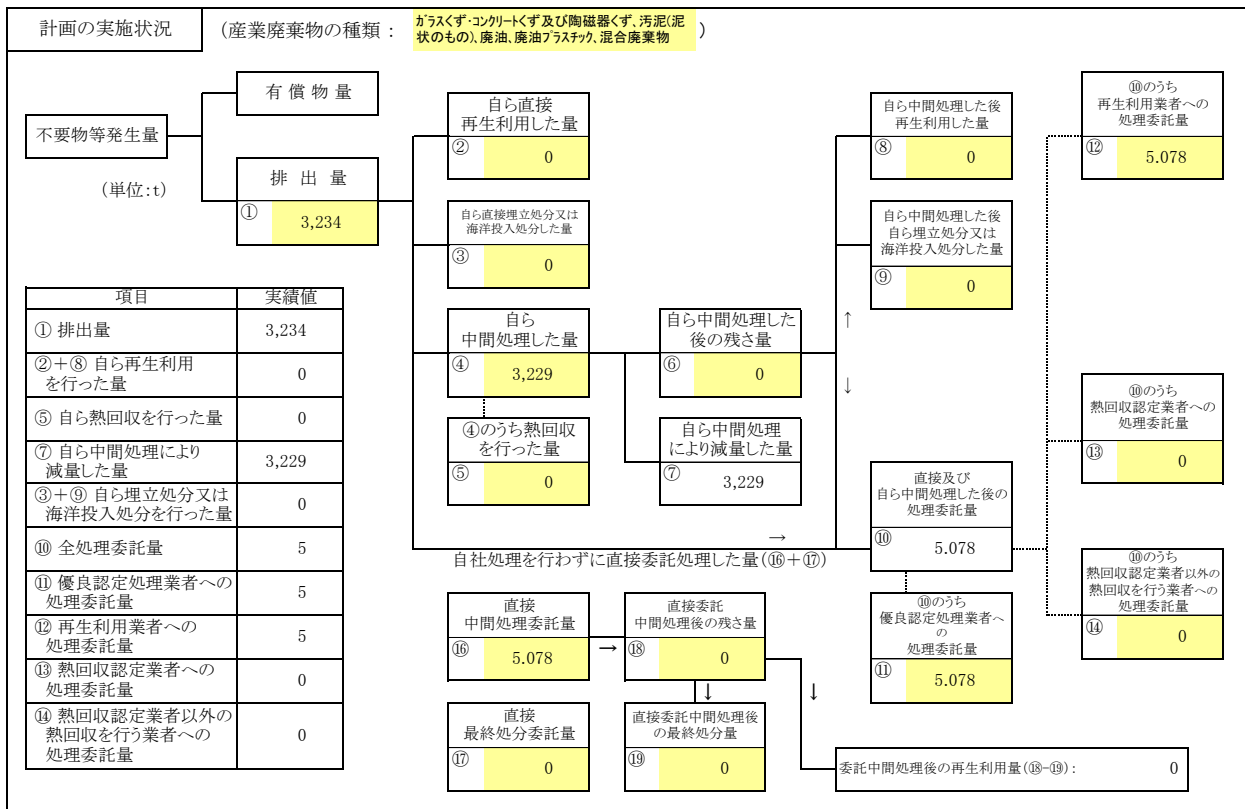 計画の実施状況
(産業廃棄物の種類：
ｶﾞﾗｽくず･ｺﾝｸﾘｰﾄくず及び陶磁器くず、汚泥(泥
状のもの)、廃油、廃油ﾌﾟﾗｽﾁｯｸ、混合廃棄物
)
不要物等発生量
(単位:t)
有 償 物 量
排 出 量
①
3,234
自ら直接
再生利用した量
②
0
自ら直接埋立処分又は
海洋投入処分した量
③
0
自ら
中間処理した量
④
3,229
④のうち熱回収
を行った量
⑤
0
自ら中間処理した
後の残さ量
⑥
0
自ら中間処理
により減量した量
⑦
3,229
自ら中間処理した後
再生利用した量
⑧
0
自ら中間処理した後
自ら埋立処分又は
海洋投入処分した量
⑨
0
↑
↓
直接及び
自ら中間処理した後の
処理委託量
⑩
5.078
⑩のうち
優良認定処理業者へ
の
処理委託量
⑪
5.078
⑩のうち
再生利用業者への
処理委託量
⑫
5.078
⑩のうち
熱回収認定業者への
処理委託量
⑬
0
⑩のうち
熱回収認定業者以外の
熱回収を行う業者への
処理委託量
⑭
0
→
自社処理を行わずに直接委託処理した量(⑯＋⑰)
直接
中間処理委託量
⑯
5.078
→
直接委託
中間処理後の残さ量
⑱
0
↓
↓
直接
最終処分委託量
⑰
0
直接委託中間処理後
の最終処分量
⑲
0
委託中間処理後の再生利用量(⑱-⑲)： 0
項目 実績値
① 排出量 3,234
②＋⑧ 自ら再生利用
を行った量 0
⑤ 自ら熱回収を行った量 0
⑦ 自ら中間処理により
減量した量 3,229
③＋⑨ 自ら埋立処分又は
海洋投入処分を行った量 0
⑩ 全処理委託量 5
⑪ 優良認定処理業者への
処理委託量 5
⑫ 再生利用業者への
処理委託量 5
⑬ 熱回収認定業者への
処理委託量 0
⑭ 熱回収認定業者以外の
熱回収を行う業者への
処理委託量 0